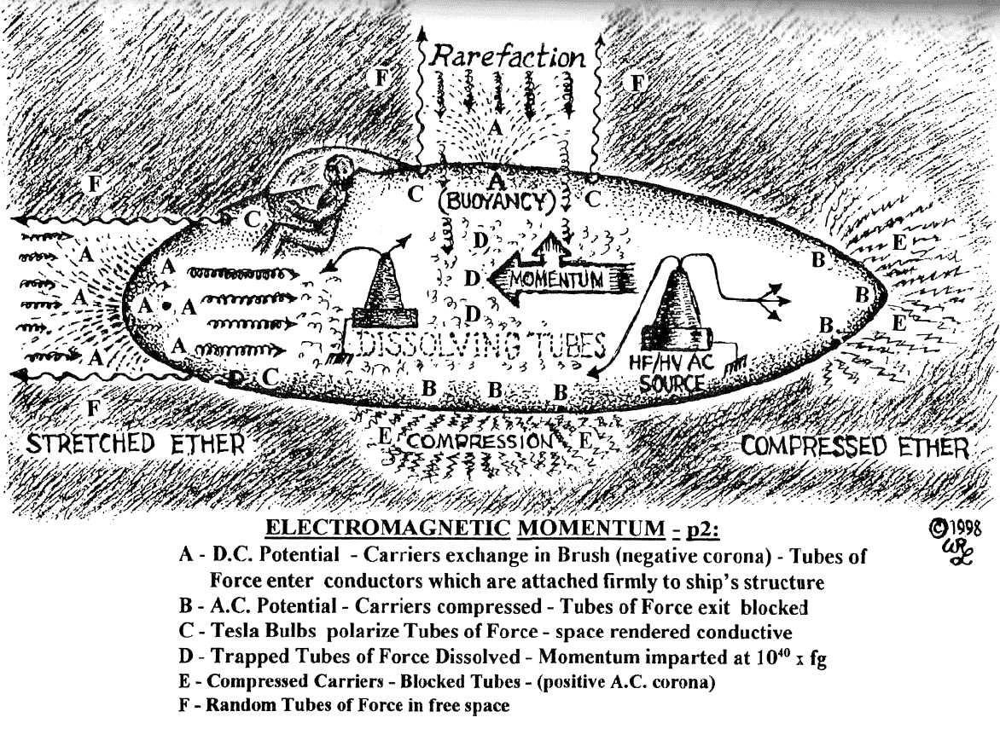 Rarefaction
F
F
A
F
C
A
C
(BUOYANCY)
C
D
E
B
A
A
D
MOMENTUM
B
A
A
A
D
B
E
A
A
DISSOLVING TUBES
HF/HV AC
SOURCE
D
C
B
B
B
F
E
COMPRESSION
E
STRETCHED ETHER
COMPRESSED ETHER
ELECTROMAGNETIC MOMENTUM - p2:
©1998
A - D.C. Potential - Carriers exchange in Brush (negative corona) - Tubes of
Force enter conductors which are attached firmly to ship's structure
B - A.C. Potential - Carriers compressed - Tubes of Force exit blocked
C - Tesla Bulbs polarize Tubes of Force - space rendered conductive
D - Trapped Tubes of Force Dissolved - Momentum imparted at 10⁴⁰ x fg
E - Compressed Carriers - Blocked Tubes - (positive A.C. corona)
F - Random Tubes of Force in free space